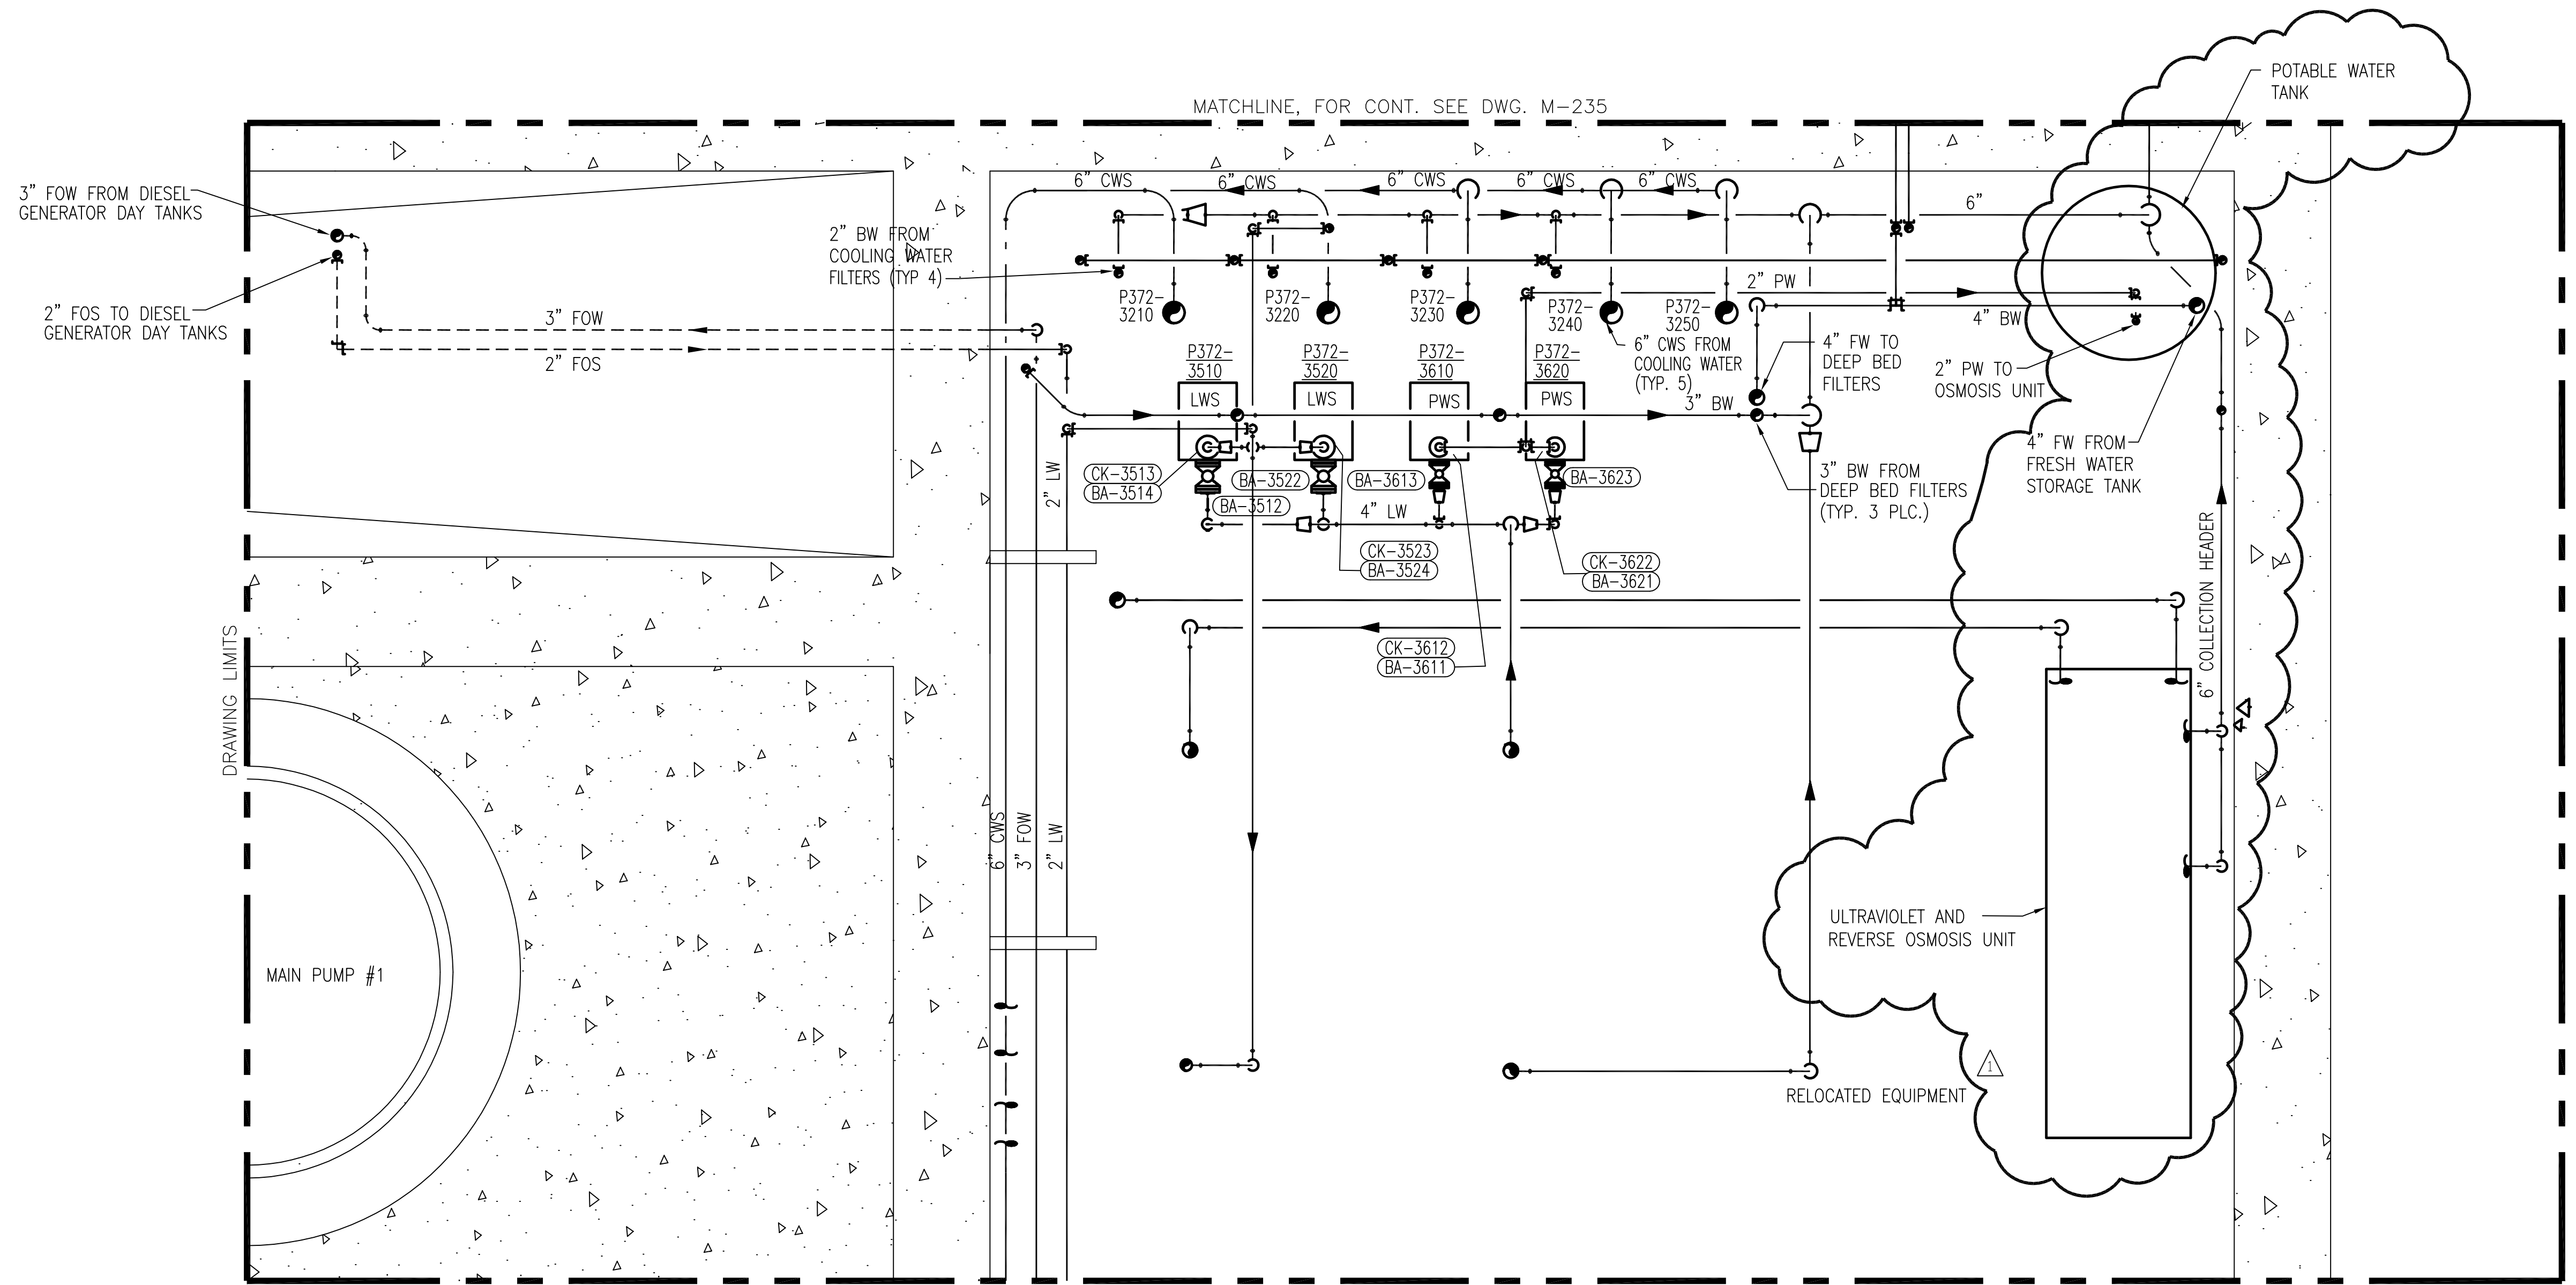 POTABLE WATER
TANK
MATCHLINE, FOR CONT. SEE DWG. M-235
3" FOW FROM DIESEL
GENERATOR DAY TANKS
2" FOS TO DIESEL
GENERATOR DAY TANKS
3" FOW
2" FOS
6" CWS
6" CWS
6" CWS
6" CWS
6" CWS
6"
2" BW FROM
COOLING WATER
FILTERS (TYP 4)
P372-
3210
P372-
3220
P372-
3230
P372-
3240
P372-
3250
2" PW
4" BW
6" CWS FROM
COOLING WATER
(TYP. 5)
4" FW TO
DEEP BED
FILTERS
2" PW TO
OSMOSIS UNIT
4" FW FROM
FRESH WATER
STORAGE TANK
P372-
3510
P372-
3520
P372-
3610
P372-
3620
LWS
LWS
PWS
PWS
3" BW
3" BW FROM
DEEP BED FILTERS
(TYP. 3 PLC.)
2" LW
CK-3513
BA-3514
BA-3522
BA-3512
BA-3613
BA-3623
4" LW
CK-3523
BA-3524
CK-3622
BA-3621
CK-3612
BA-3611
6" COLLECTION HEADER
DRAWING LIMITS
6" CWS
3" FOW
2" LW
MAIN PUMP #1
ULTRAVIOLET AND
REVERSE OSMOSIS UNIT
1
RELOCATED EQUIPMENT